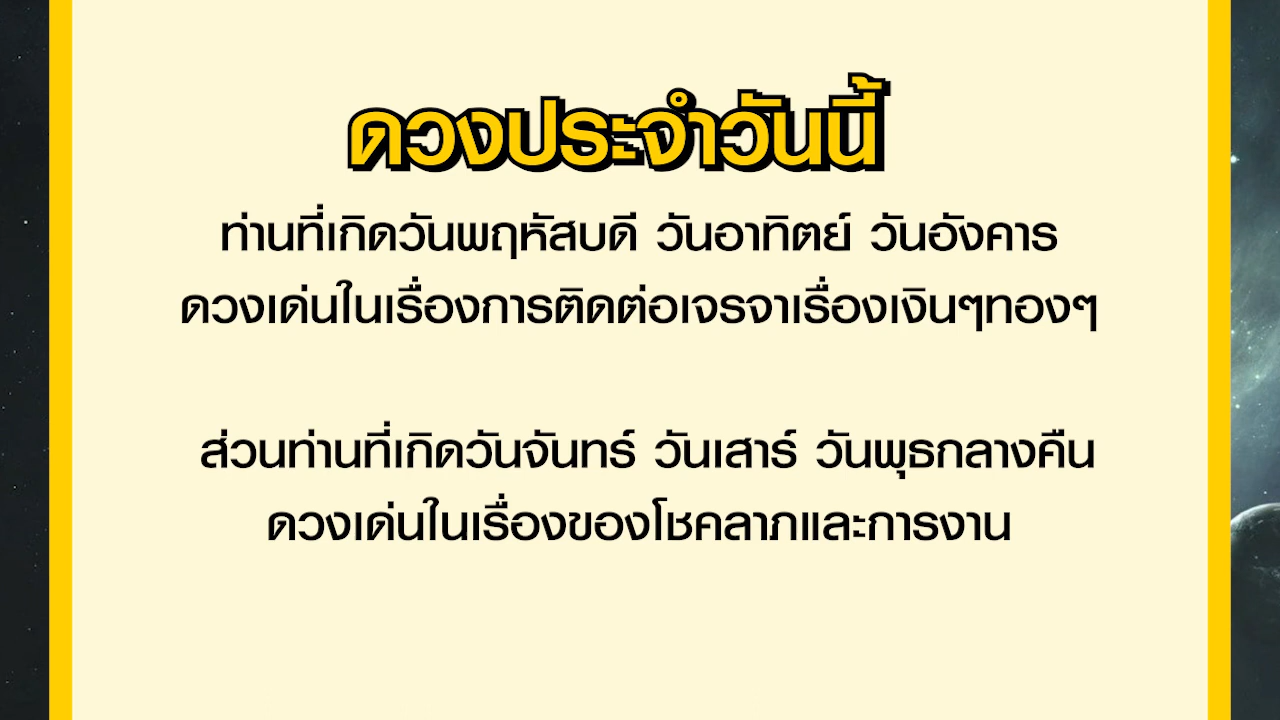 ดวงประจำวันนี้
ท่านที่เกิดวันพฤหัสบดี วันอาทิตย์ วันอังคาร
ดวงเด่นในเรื่องการติดต่อเจรจาเรื่องเงินๆทองๆ
ส่วนท่านที่เกิดวันจันทร์ วันเสาร์ วันพุธกลางคืน
ดวงเด่นในเรื่องของโชคลาภและการงาน